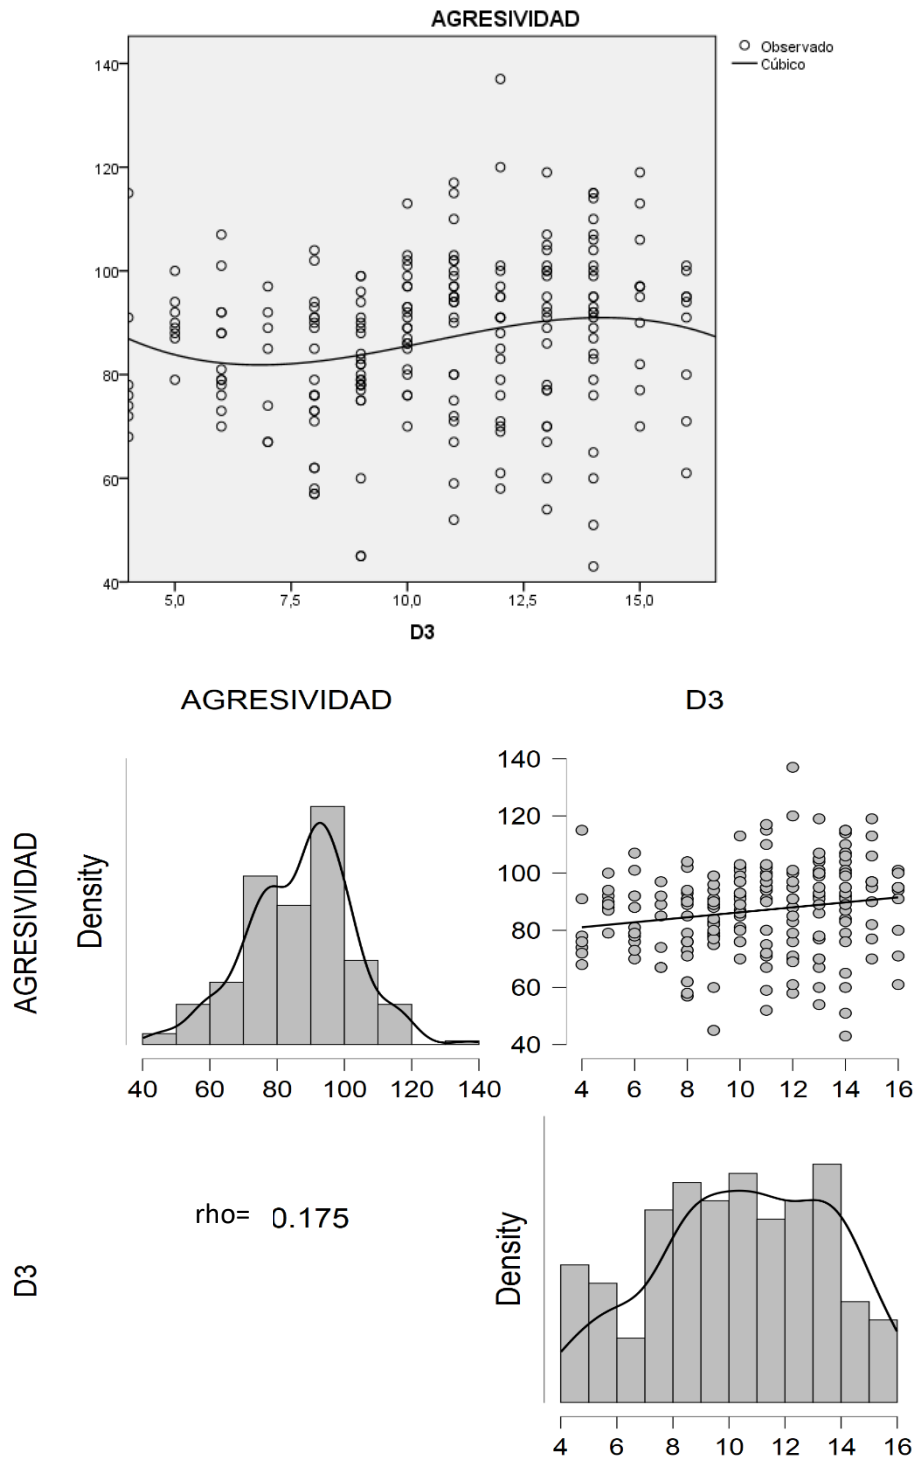 AGRESIVIDAD
Observado
Cúbico
140
120
100
80
60
40
5,0 7,5 10,0 12,5 15,0
D3
AGRESIVIDAD D3
AGRESIVIDAD
Density
40 60 80 100 120 140
140
120
100
80
60
40
4 6 8 10 12 14 16
D3
rho= 0.175
Density
4 6 8 10 12 14 16